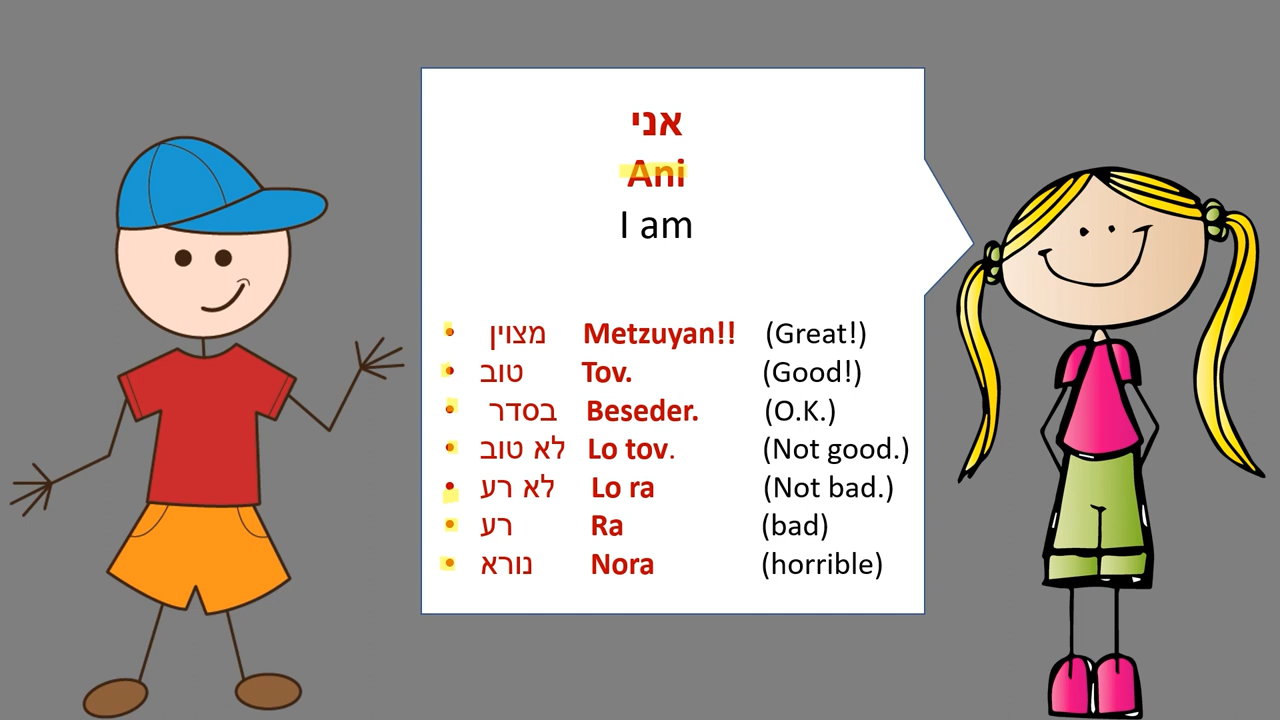 אני
Ani
I am
• מצוין Metzuyan!! (Great!)
• טוב Tov. (Good!)
• בסדר Beseder. (O.K.)
• לא טוב Lo tov. (Not good.)
• לא רע Lo ra (Not bad.)
• רע Ra (bad)
• נורא Nora (horrible)